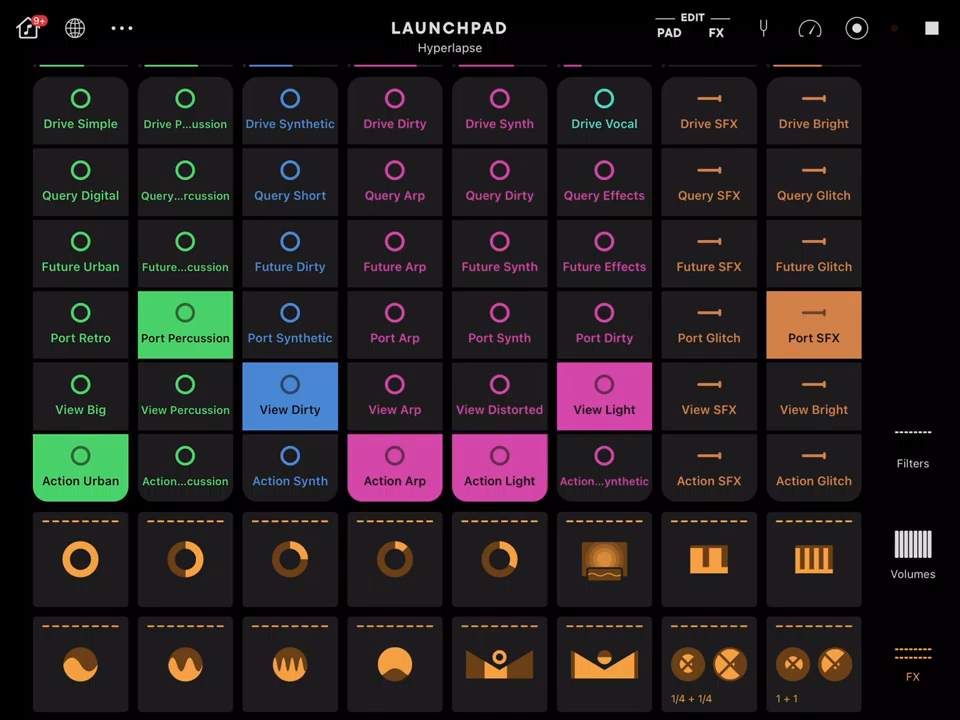 9+
LAUNCHPAD
Hyperlapse
EDIT
PAD FX
Drive Simple Drive P...ussion Drive Synthetic Drive Dirty Drive Synth Drive Vocal Drive SFX Drive Bright
Query Digital Query...rcussion Query Short Query Arp Query Dirty Query Effects Query SFX Query Glitch
Future Urban Future...cussion Future Dirty Future Arp Future Synth Future Effects Future SFX Future Glitch
Port Retro Port Percussion Port Synthetic Port Arp Port Synth Port Dirty Port Glitch Port SFX
View Big View Percussion View Dirty View Arp View Distorted View Light View SFX View Bright
Filters
Action Urban Action...cussion Action Synth Action Arp Action Light Action...ynthetic Action SFX Action Glitch
Volumes
FX
1/4 + 1/4 1 + 1